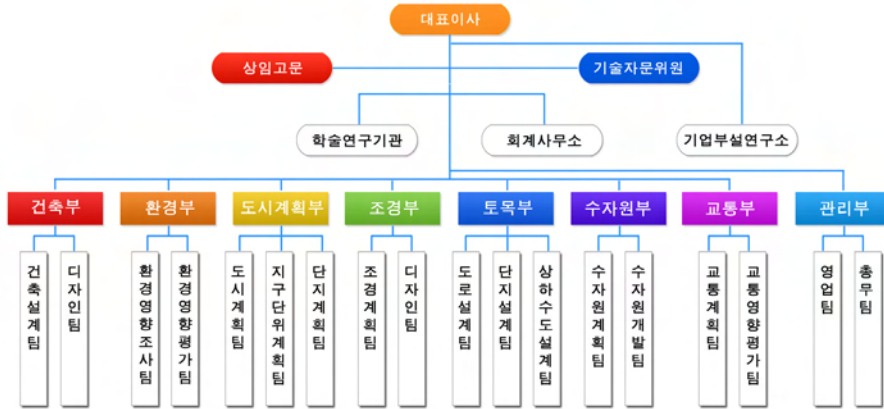 대표이사
상임고문
기술자문위원
학술연구기관
회계사무소
기업부설연구소
건축부
환경부
도시계획부
조경부
토목부
수자원부
교통부
관리부
건축설계팀
디자인팀
환경영향조사팀
환경영향평가팀
도시계획팀
지구단위계획팀
단지계획팀
조경계획팀
디자인팀
도로설계팀
단지설계팀
상하수도설계팀
수자원계획팀
수자원개발팀
교통계획팀
교통영향평가팀
영업팀
총무팀